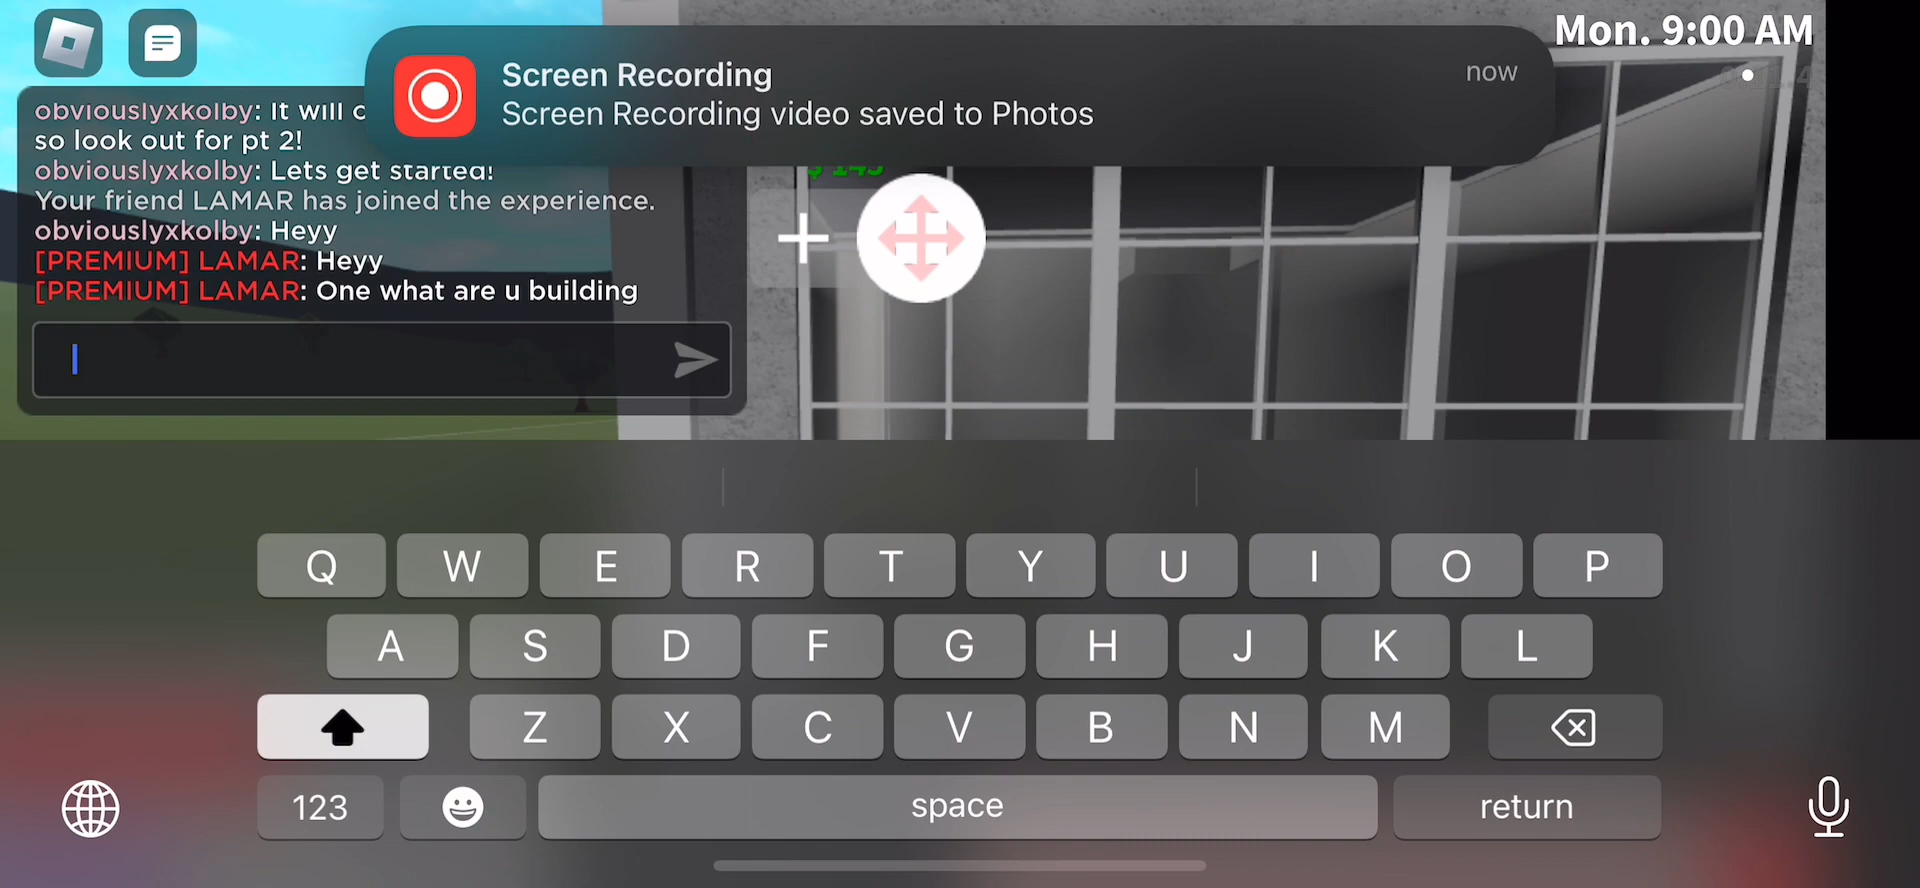 Mon. 9:00 AM
Screen Recording
now
Screen Recording video saved to Photos
obviouslyxkolby: It will
so look out for pt 2!
obviouslyxkolby: Lets get started!
Your friend LAMAR has joined the experience.
obviouslyxkolby: Heyy
[PREMIUM] LAMAR: Heyy
[PREMIUM] LAMAR: One what are u building
Q W E R T Y U I O P
A S D F G H J K L
Z X C V B N M
123
space
return